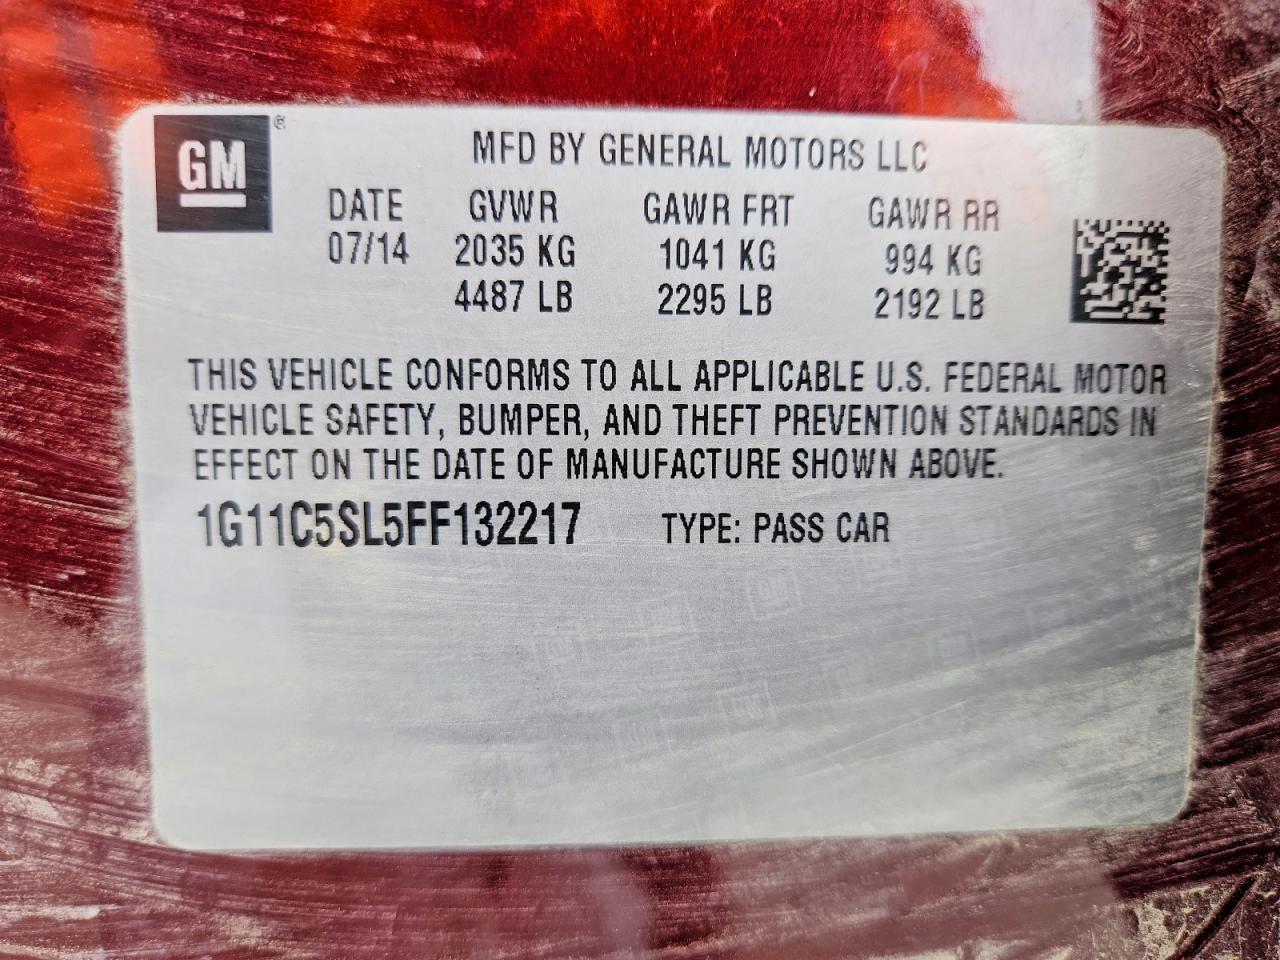 GM ®
MFD BY GENERAL MOTORS LLC
DATE GVWR GAWR FRT GAWR RR
07/14 2035 KG 1041 KG 994 KG
4487 LB 2295 LB 2192 LB
THIS VEHICLE CONFORMS TO ALL APPLICABLE U.S. FEDERAL MOTOR
VEHICLE SAFETY, BUMPER, AND THEFT PREVENTION STANDARDS IN
EFFECT ON THE DATE OF MANUFACTURE SHOWN ABOVE.
1G11C5SL5FF132217 TYPE: PASS CAR